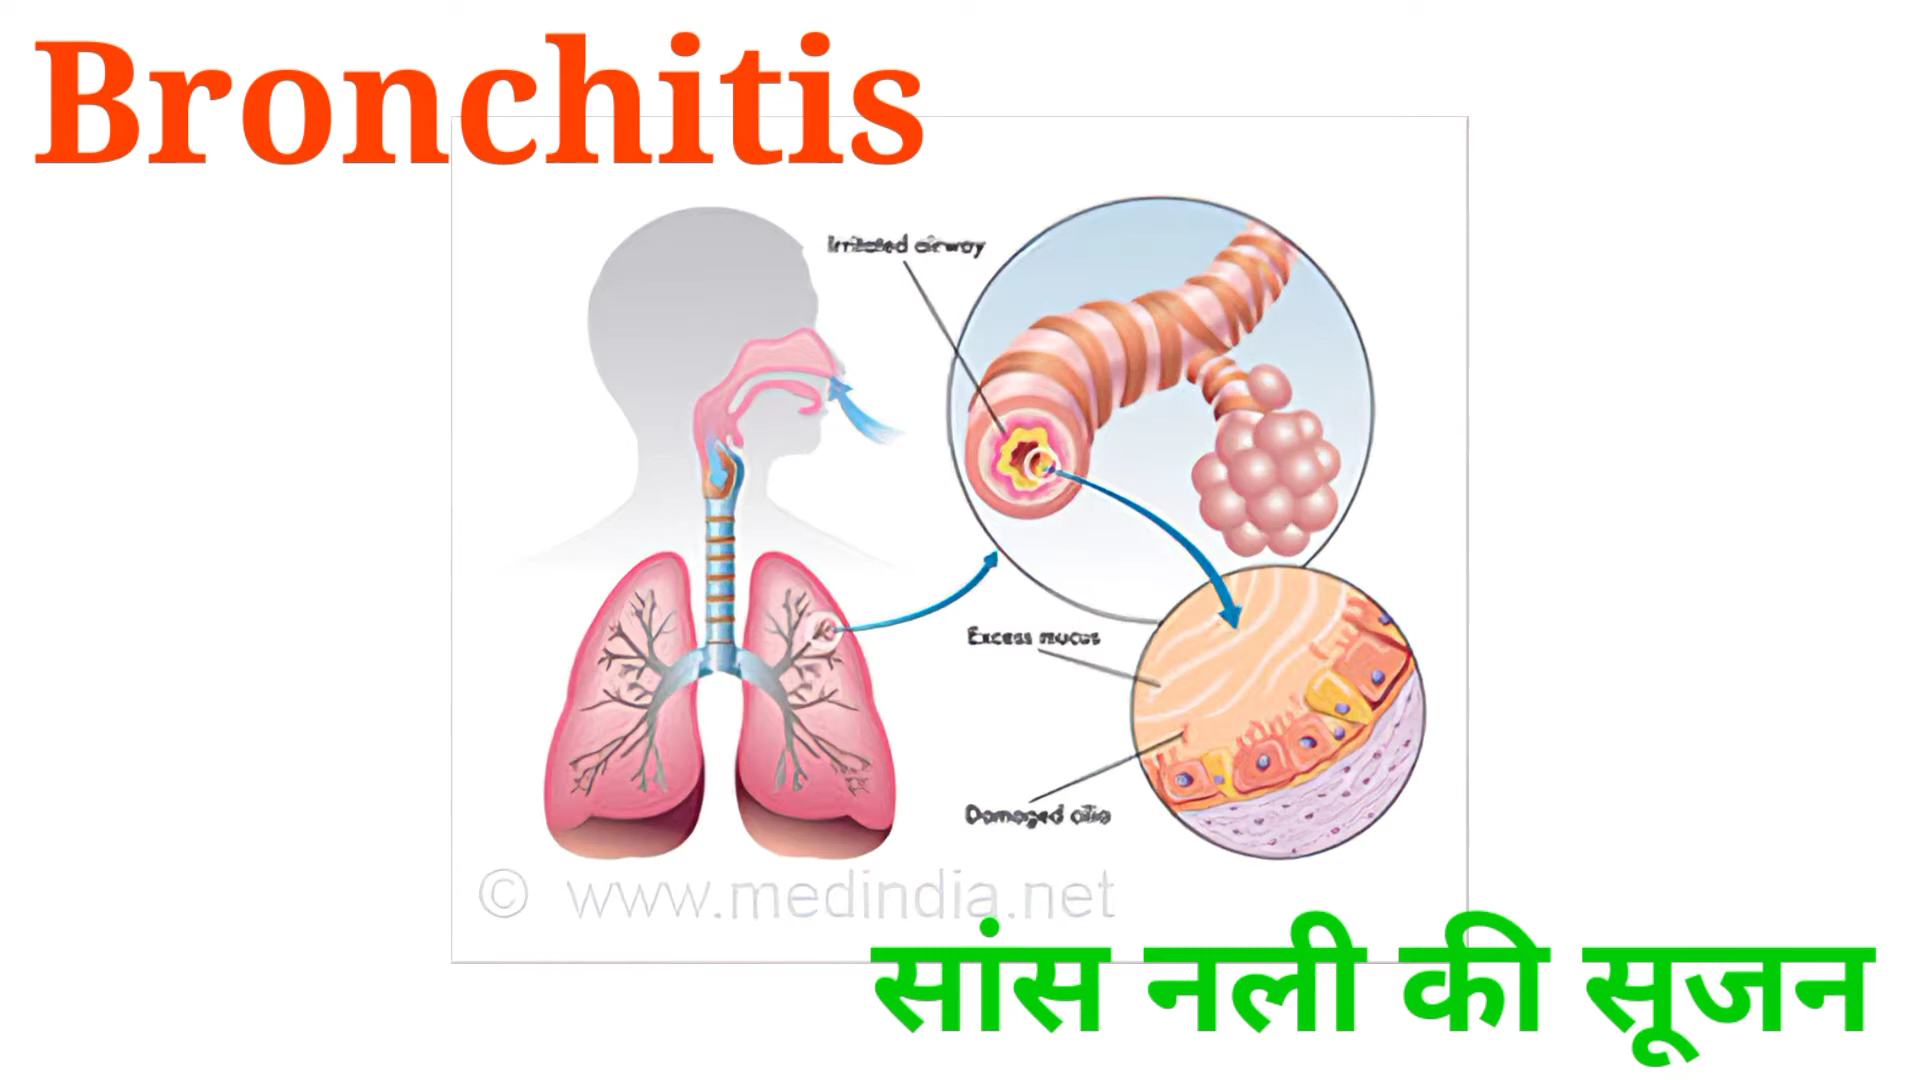 Bronchitis
Irritated airway
Excess mucus
Damaged cilia
© www.medindia.net
सांस नली की सूजन